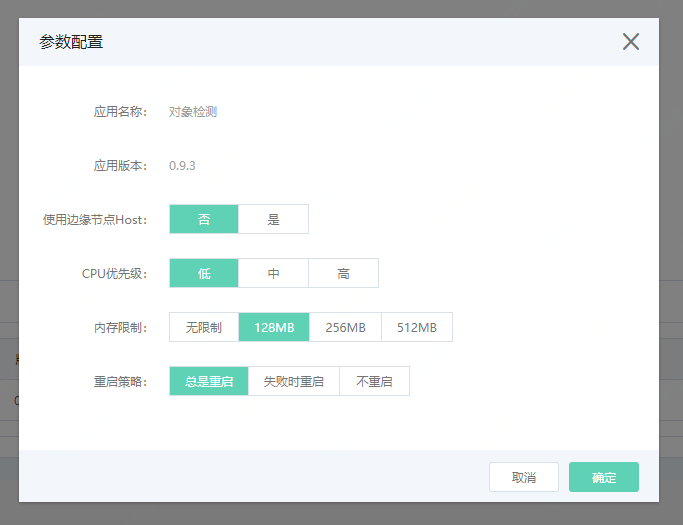 参数配置
应用名称： 对象检测
应用版本： 0.9.3
使用边缘节点Host： 否 是
CPU优先级： 低 中 高
内存限制： 无限制 128MB 256MB 512MB
重启策略： 总是重启 失败时重启 不重启
取消 确定